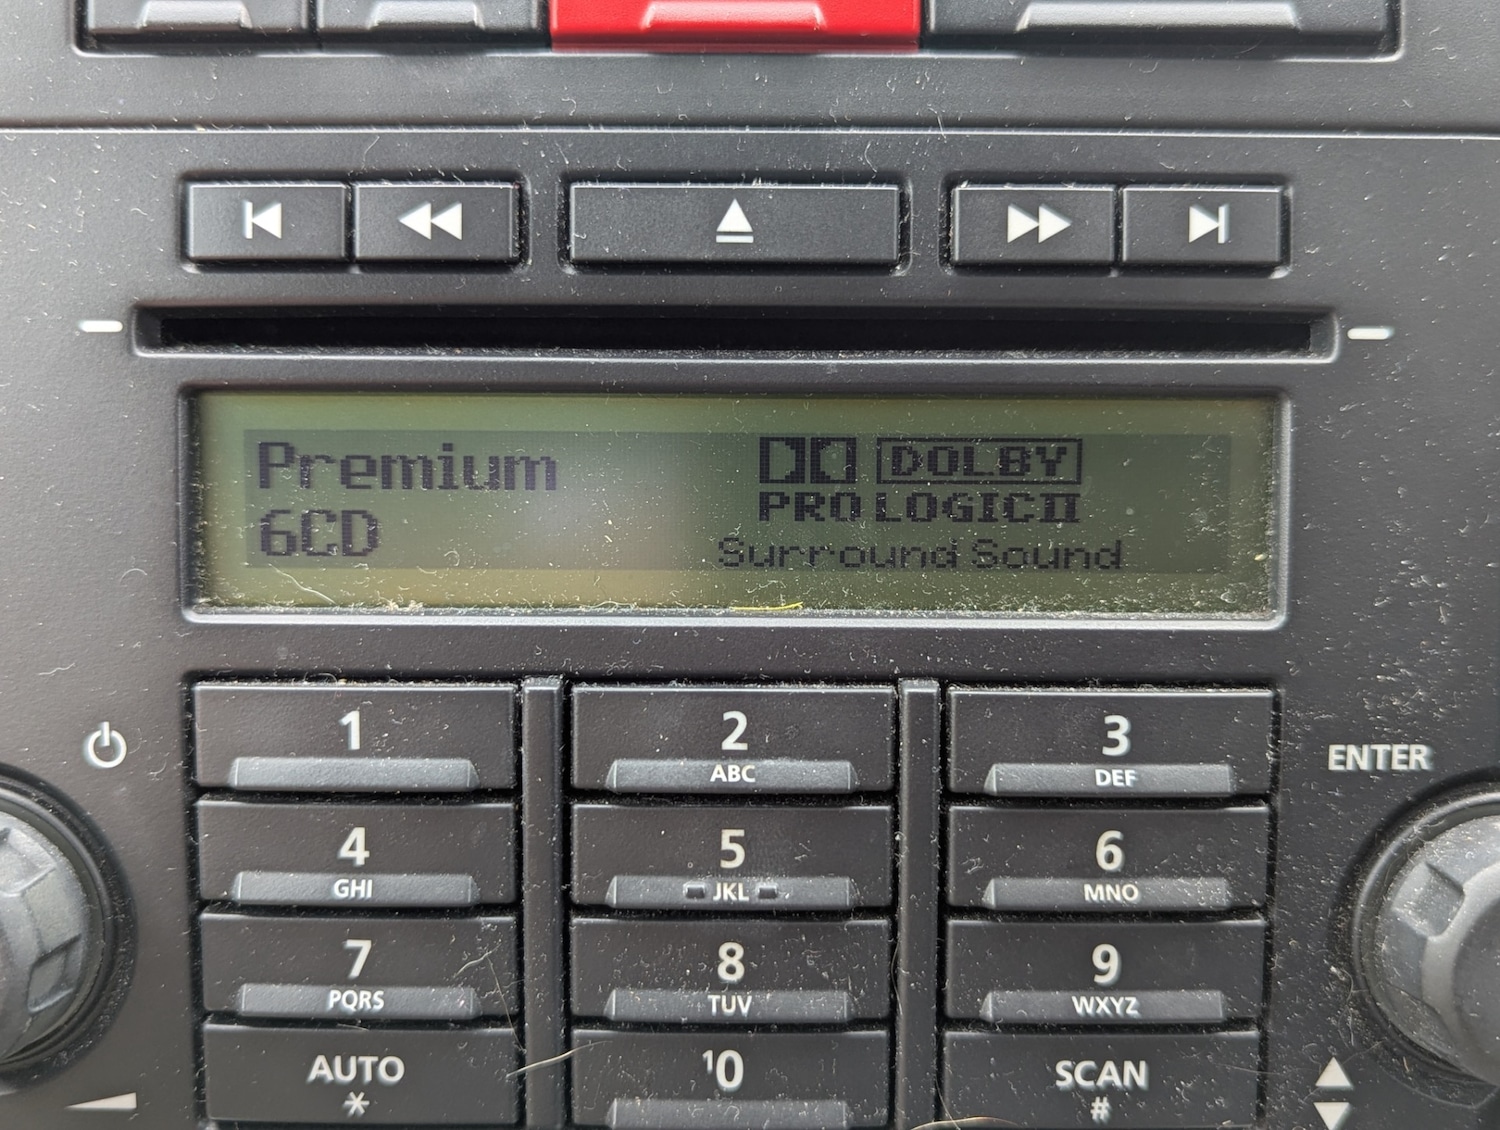 Premium
6CD
DOLBY
PRO LOGIC II
Surround Sound
1
2
ABC
3
DEF
ENTER
4
GHI
5
JKL
6
MNO
7
PQRS
8
TUV
9
WXYZ
AUTO
*
10
SCAN
#